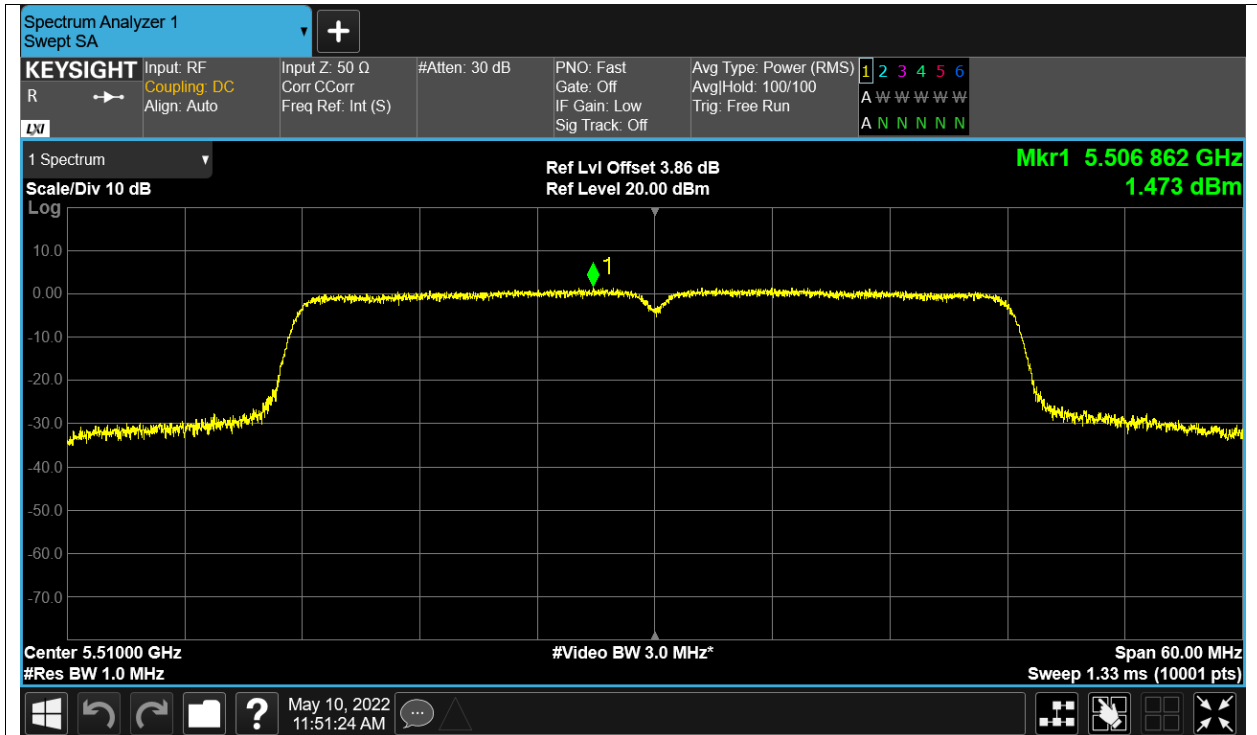 Spectrum Analyzer 1
Swept SA
+
KEYSIGHT
R
LXI
Input: RF
Coupling: DC
Align: Auto
Input Z: 50 Ω
Corr CCorr
Freq Ref: Int (S)
#Atten: 30 dB
PNO: Fast
Gate: Off
IF Gain: Low
Sig Track: Off
Avg Type: Power (RMS)
Avg|Hold: 100/100
Trig: Free Run
1 2 3 4 5 6
A W W W W W
A N N N N N
1 Spectrum
Scale/Div 10 dB
Log
Ref Lvl Offset 3.86 dB
Ref Level 20.00 dBm
Mkr1 5.506 862 GHz
1.473 dBm
10.0
0.00
-10.0
-20.0
-30.0
-40.0
-50.0
-60.0
-70.0
1
Center 5.51000 GHz
#Res BW 1.0 MHz
#Video BW 3.0 MHz*
Span 60.00 MHz
Sweep 1.33 ms (10001 pts)
?
May 10, 2022
11:51:24 AM